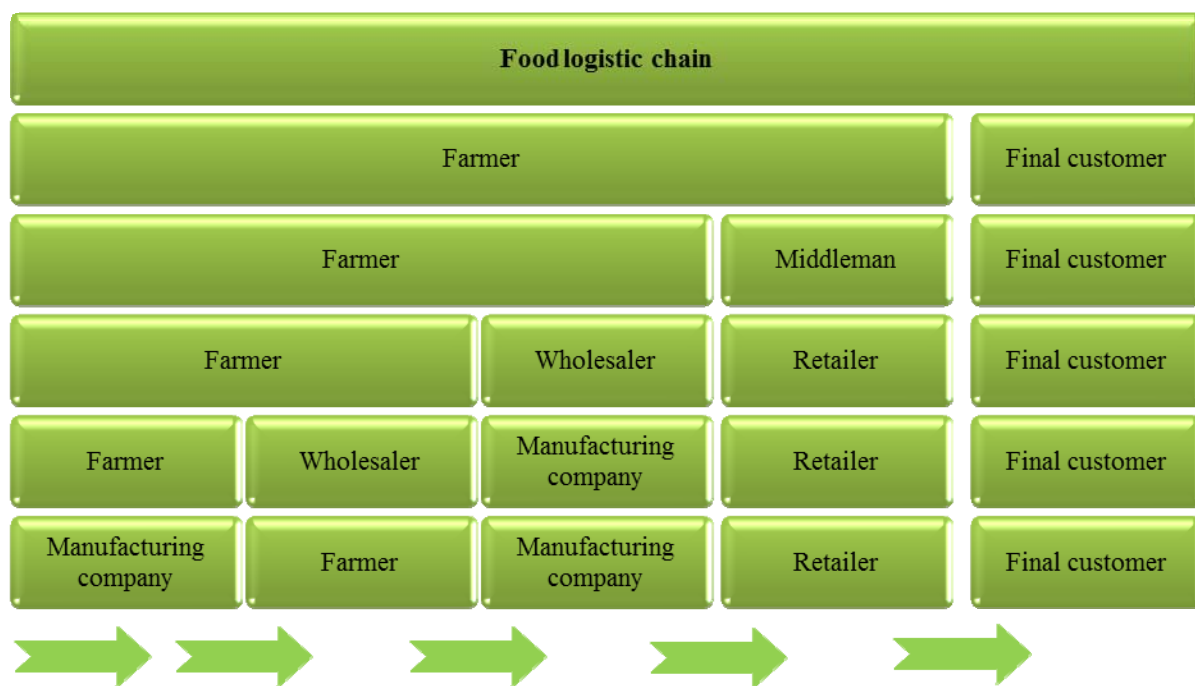 Food logistic chain
Farmer
Final customer
Farmer
Middleman
Final customer
Farmer
Wholesaler
Retailer
Final customer
Farmer
Wholesaler
Manufacturing
company
Retailer
Final customer
Manufacturing
company
Farmer
Manufacturing
company
Retailer
Final customer